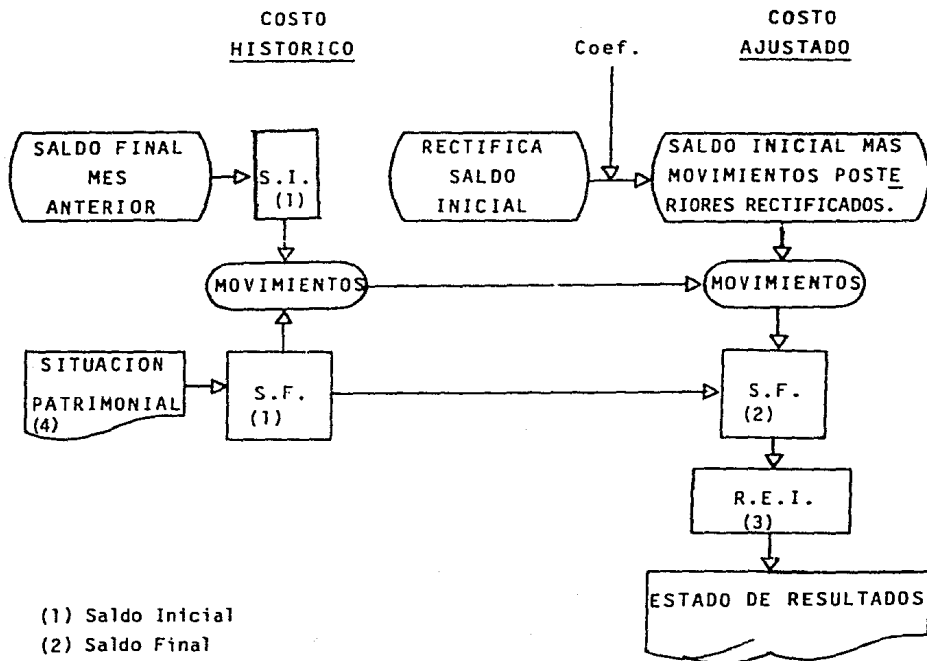 COSTO
HISTORICO
Coef.
COSTO
AJUSTADO
SALDO FINAL
MES
ANTERIOR
S.I.
(1)
RECTIFICA
SALDO
INICIAL
SALDO INICIAL MAS
MOVIMIENTOS POSTE
RIORES RECTIFICADOS.
MOVIMIENTOS
MOVIMIENTOS
SITUACION
PATRIMONIAL
(4)
S.F.
(1)
S.F.
(2)
R.E.I.
(3)
ESTADO DE RESULTADOS
(1) Saldo Inicial
(2) Saldo Final